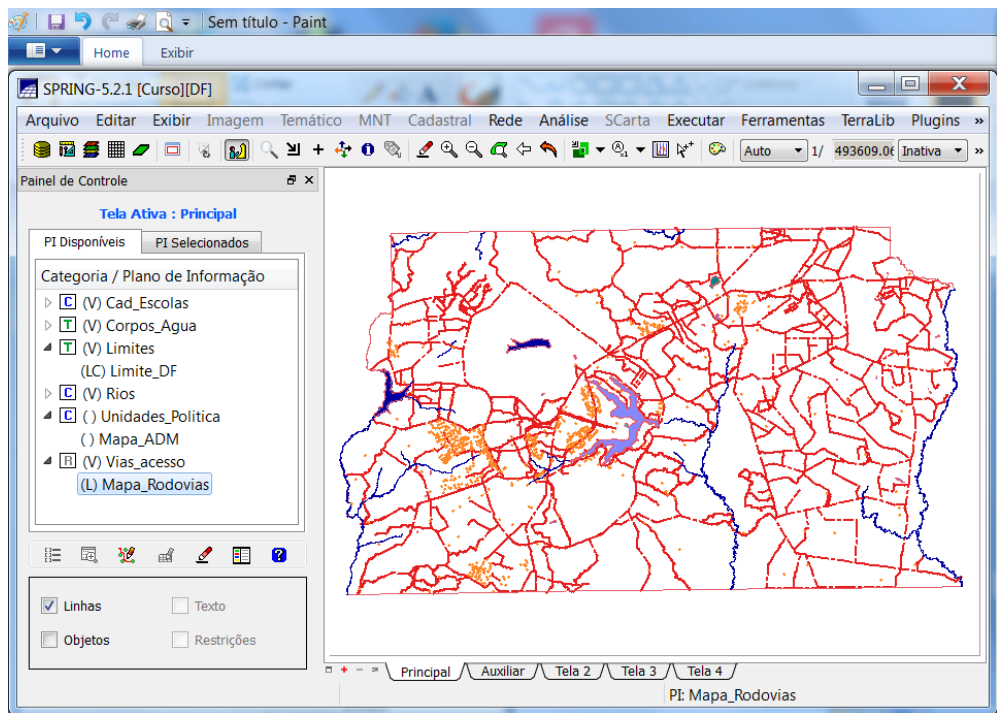 Sem título - Paint
Home Exibir
SPRING-5.2.1 [Curso][DF]
Arquivo Editar Exibir Imagem Temático MNT Cadastral Rede Análise SCarta Executar Ferramentas TerraLib Plugins »
Auto 1/ 493609.06 Inativa »
Painel de Controle
Tela Ativa : Principal
PI Disponíveis PI Selecionados
Categoria / Plano de Informação
C (V) Cad_Escolas
T (V) Corpos_Agua
T (V) Limites
(LC) Limite_DF
C (V) Rios
C ( ) Unidades_Politica
( ) Mapa_ADM
R (V) Vias_acesso
(L) Mapa_Rodovias
Linhas Texto
Objetos Restrições
Principal Auxiliar Tela 2 Tela 3 Tela 4
PI: Mapa_Rodovias